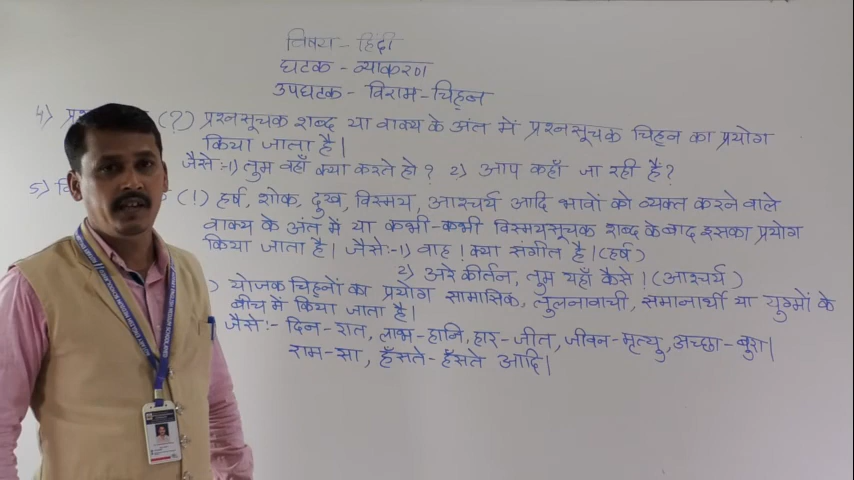 विषय - हिंदी
घटक - व्याकरण
उपघटक - विराम-चिह्न
4) (?) प्रश्नसूचक शब्द या वाक्य के अंत में प्रश्नसूचक चिह्न का प्रयोग
किया जाता है।
जैसे :-1) तुम वहाँ क्या करते हो? 2) आप कहाँ जा रही हैं?
5) (!) हर्ष, शोक, दुख, विस्मय, आश्चर्य आदि भावों को व्यक्त करने वाले
वाक्य के अंत में या कभी-कभी विस्मयसूचक शब्द के बाद इसका प्रयोग
किया जाता है। जैसे:-1) वाह! क्या संगीत है। (हर्ष)
2) अरे कीर्तन, तुम यहाँ कैसे! (आश्चर्य)
) योजक चिह्नों का प्रयोग सामासिक, तुलनावाची, समानार्थी या युग्मों के
बीच में किया जाता है।
जैसे:- दिन-रात, लाभ-हानि, हार-जीत, जीवन-मृत्यु, अच्छा-बुरा।
राम-सा, हँसते-हँसते आदि।